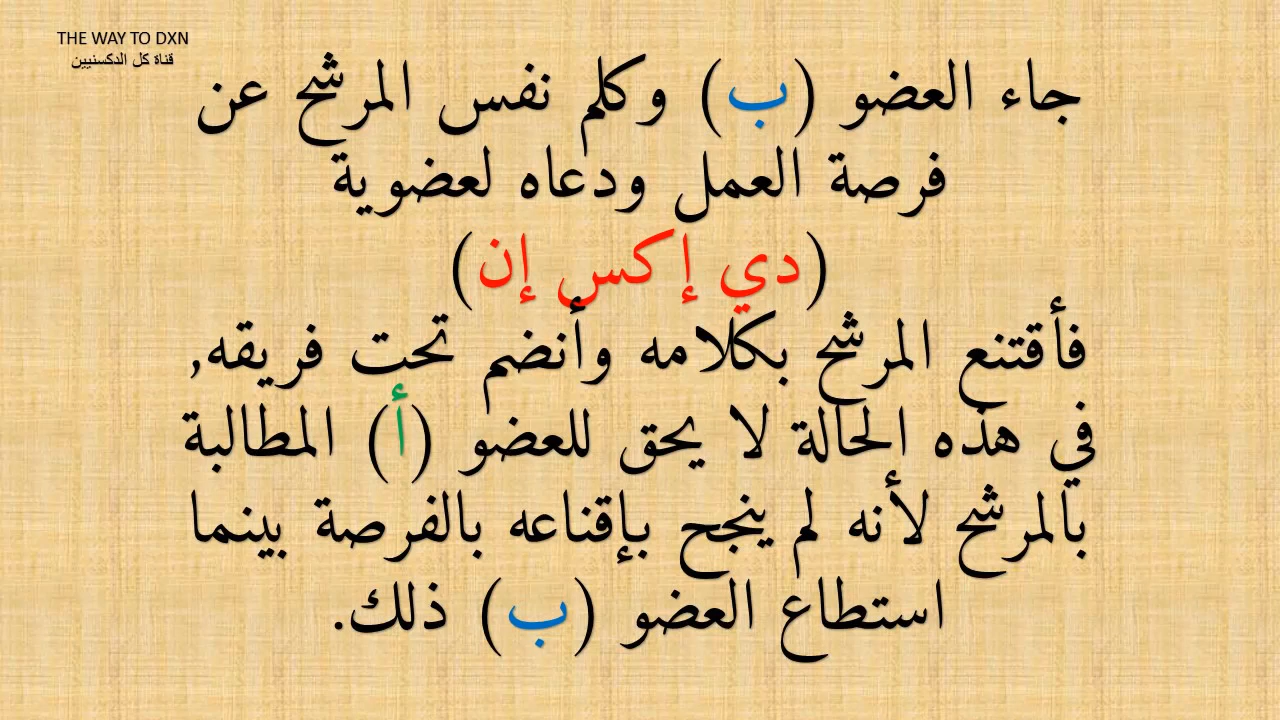 THE WAY TO DXN
قناة كل الدكسنيين
جاء العضو (ب) وكلم نفس المرشح عن
فرصة العمل ودعاه لعضوية
(دي إكس إن)
فأقتنع المرشح بكلامه وأنضم تحت فريقه,
في هذه الحالة لا يحق للعضو (أ) المطالبة
بالمرشح لأنه لم ينجح بإقناعه بالفرصة بينما
استطاع العضو (ب) ذلك.